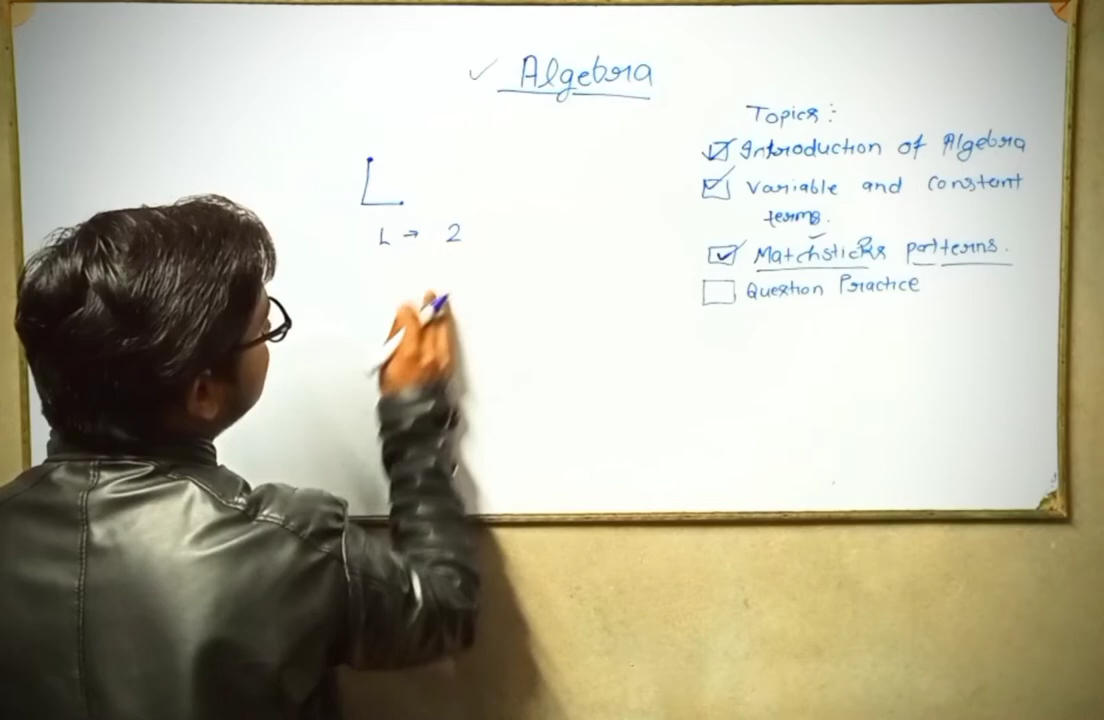 ✓ Algebra
L → 2
Topics :
Introduction of Algebra
Variable and Constant
terms.
Matchsticks patterns.
Question Practice